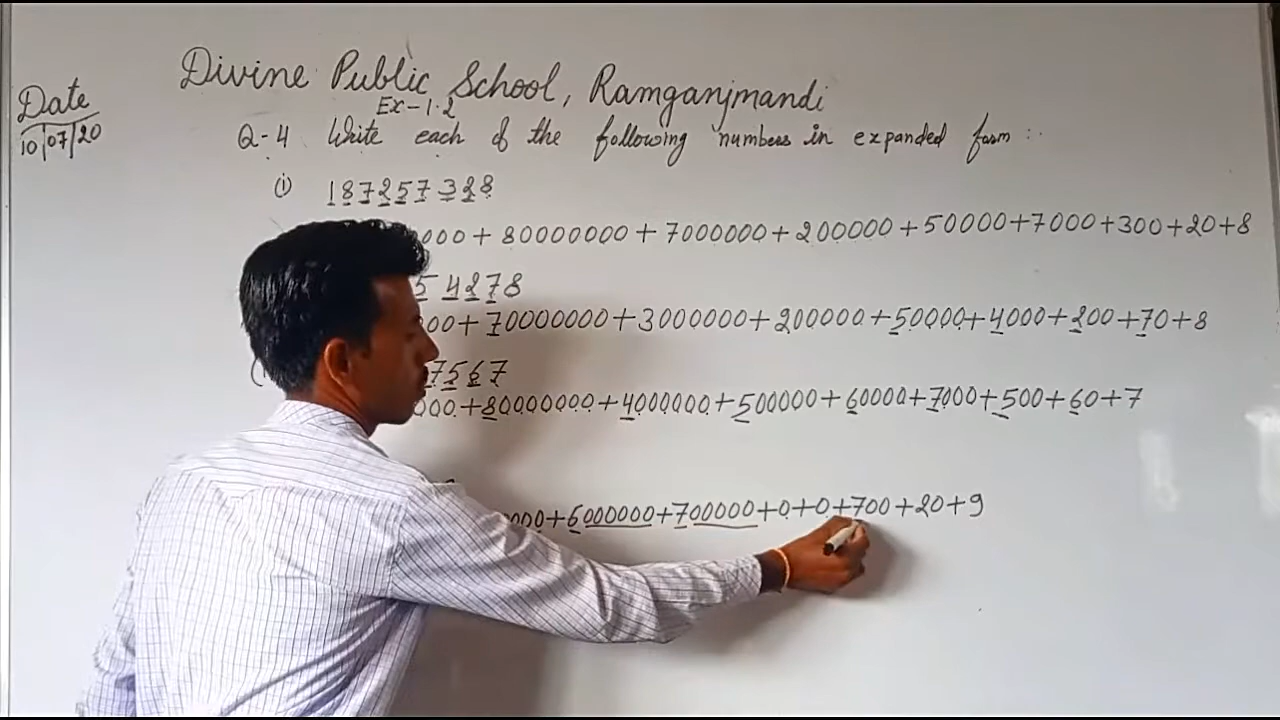 Divine Public School, Ramganjmandi
Date
10/07/20
Ex-1.2
Q-4 Write each of the following numbers in expanded form :-
(i) 187257328
000 + 80000000 + 7000000 + 200000 + 50000 + 7000 + 300 + 20 + 8
54278
00 + 70000000 + 3000000 + 200000 + 50000 + 4000 + 200 + 70 + 8
7567
000 + 80000000 + 4000000 + 500000 + 60000 + 7000 + 500 + 60 + 7
0000 + 6000000 + 700000 + 0 + 0 + 700 + 20 + 9